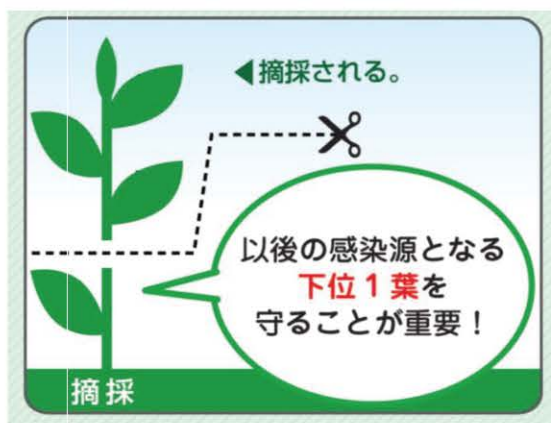 ◀摘採される。
以後の感染源となる
下位1葉を
守ることが重要！
摘採